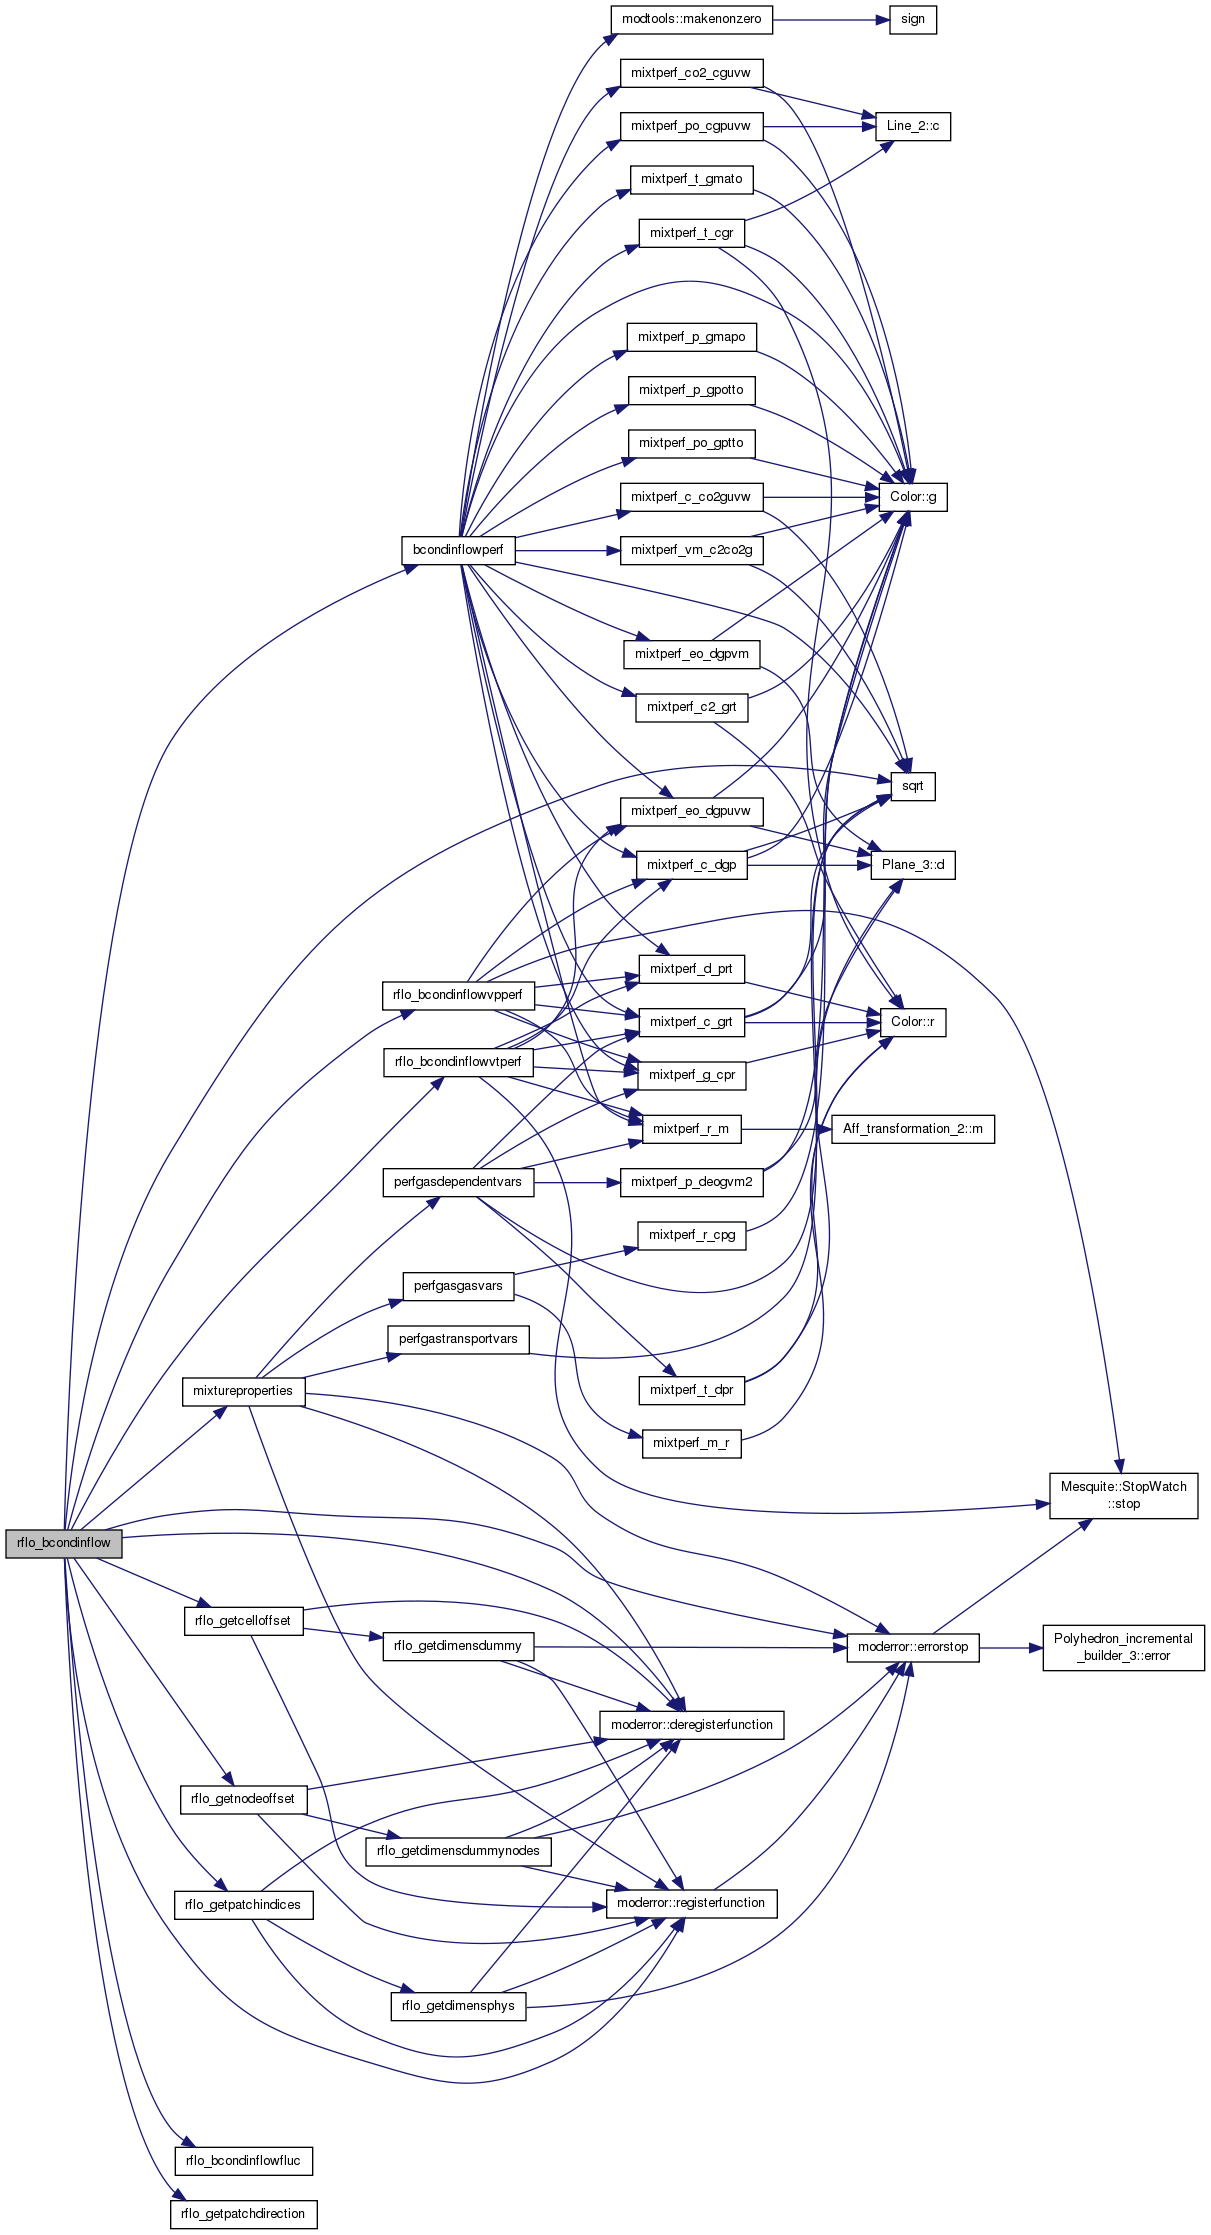 modtools::makenonzero
sign
mixtperf_co2_cguvw
mixtperf_po_cgpuvw
Line_2::c
mixtperf_t_gmato
mixtperf_t_cgr
mixtperf_p_gmapo
mixtperf_p_gpotto
mixtperf_po_gptto
mixtperf_c_co2guvw
Color::g
bcondinflowperf
mixtperf_vm_c2co2g
mixtperf_eo_dgpvm
mixtperf_c2_grt
sqrt
mixtperf_eo_dgpuvw
mixtperf_c_dgp
Plane_3::d
mixtperf_d_prt
rflo_bcondinflowvpperf
mixtperf_c_grt
Color::r
rflo_bcondinflowvtperf
mixtperf_g_cpr
mixtperf_r_m
Aff_transformation_2::m
perfgasdependentvars
mixtperf_p_deogvm2
mixtperf_r_cpg
perfgasgasvars
perfgastransportvars
mixtureproperties
mixtperf_t_dpr
mixtperf_m_r
Mesquite::StopWatch
::stop
rflo_bcondinflow
rflo_getcelloffset
rflo_getdimensdummy
moderror::errorstop
Polyhedron_incremental
_builder_3::error
moderror::deregisterfunction
rflo_getnodeoffset
rflo_getdimensdummynodes
rflo_getpatchindices
moderror::registerfunction
rflo_getdimensphys
rflo_bcondinflowfluc
rflo_getpatchdirection